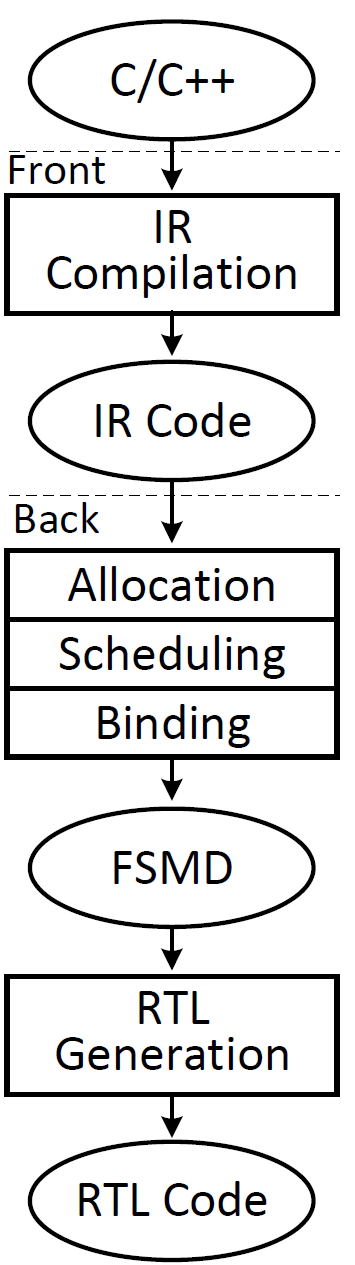 C/C++
Front
IR
Compilation
IR Code
Back
Allocation
Scheduling
Binding
FSMD
RTL
Generation
RTL Code